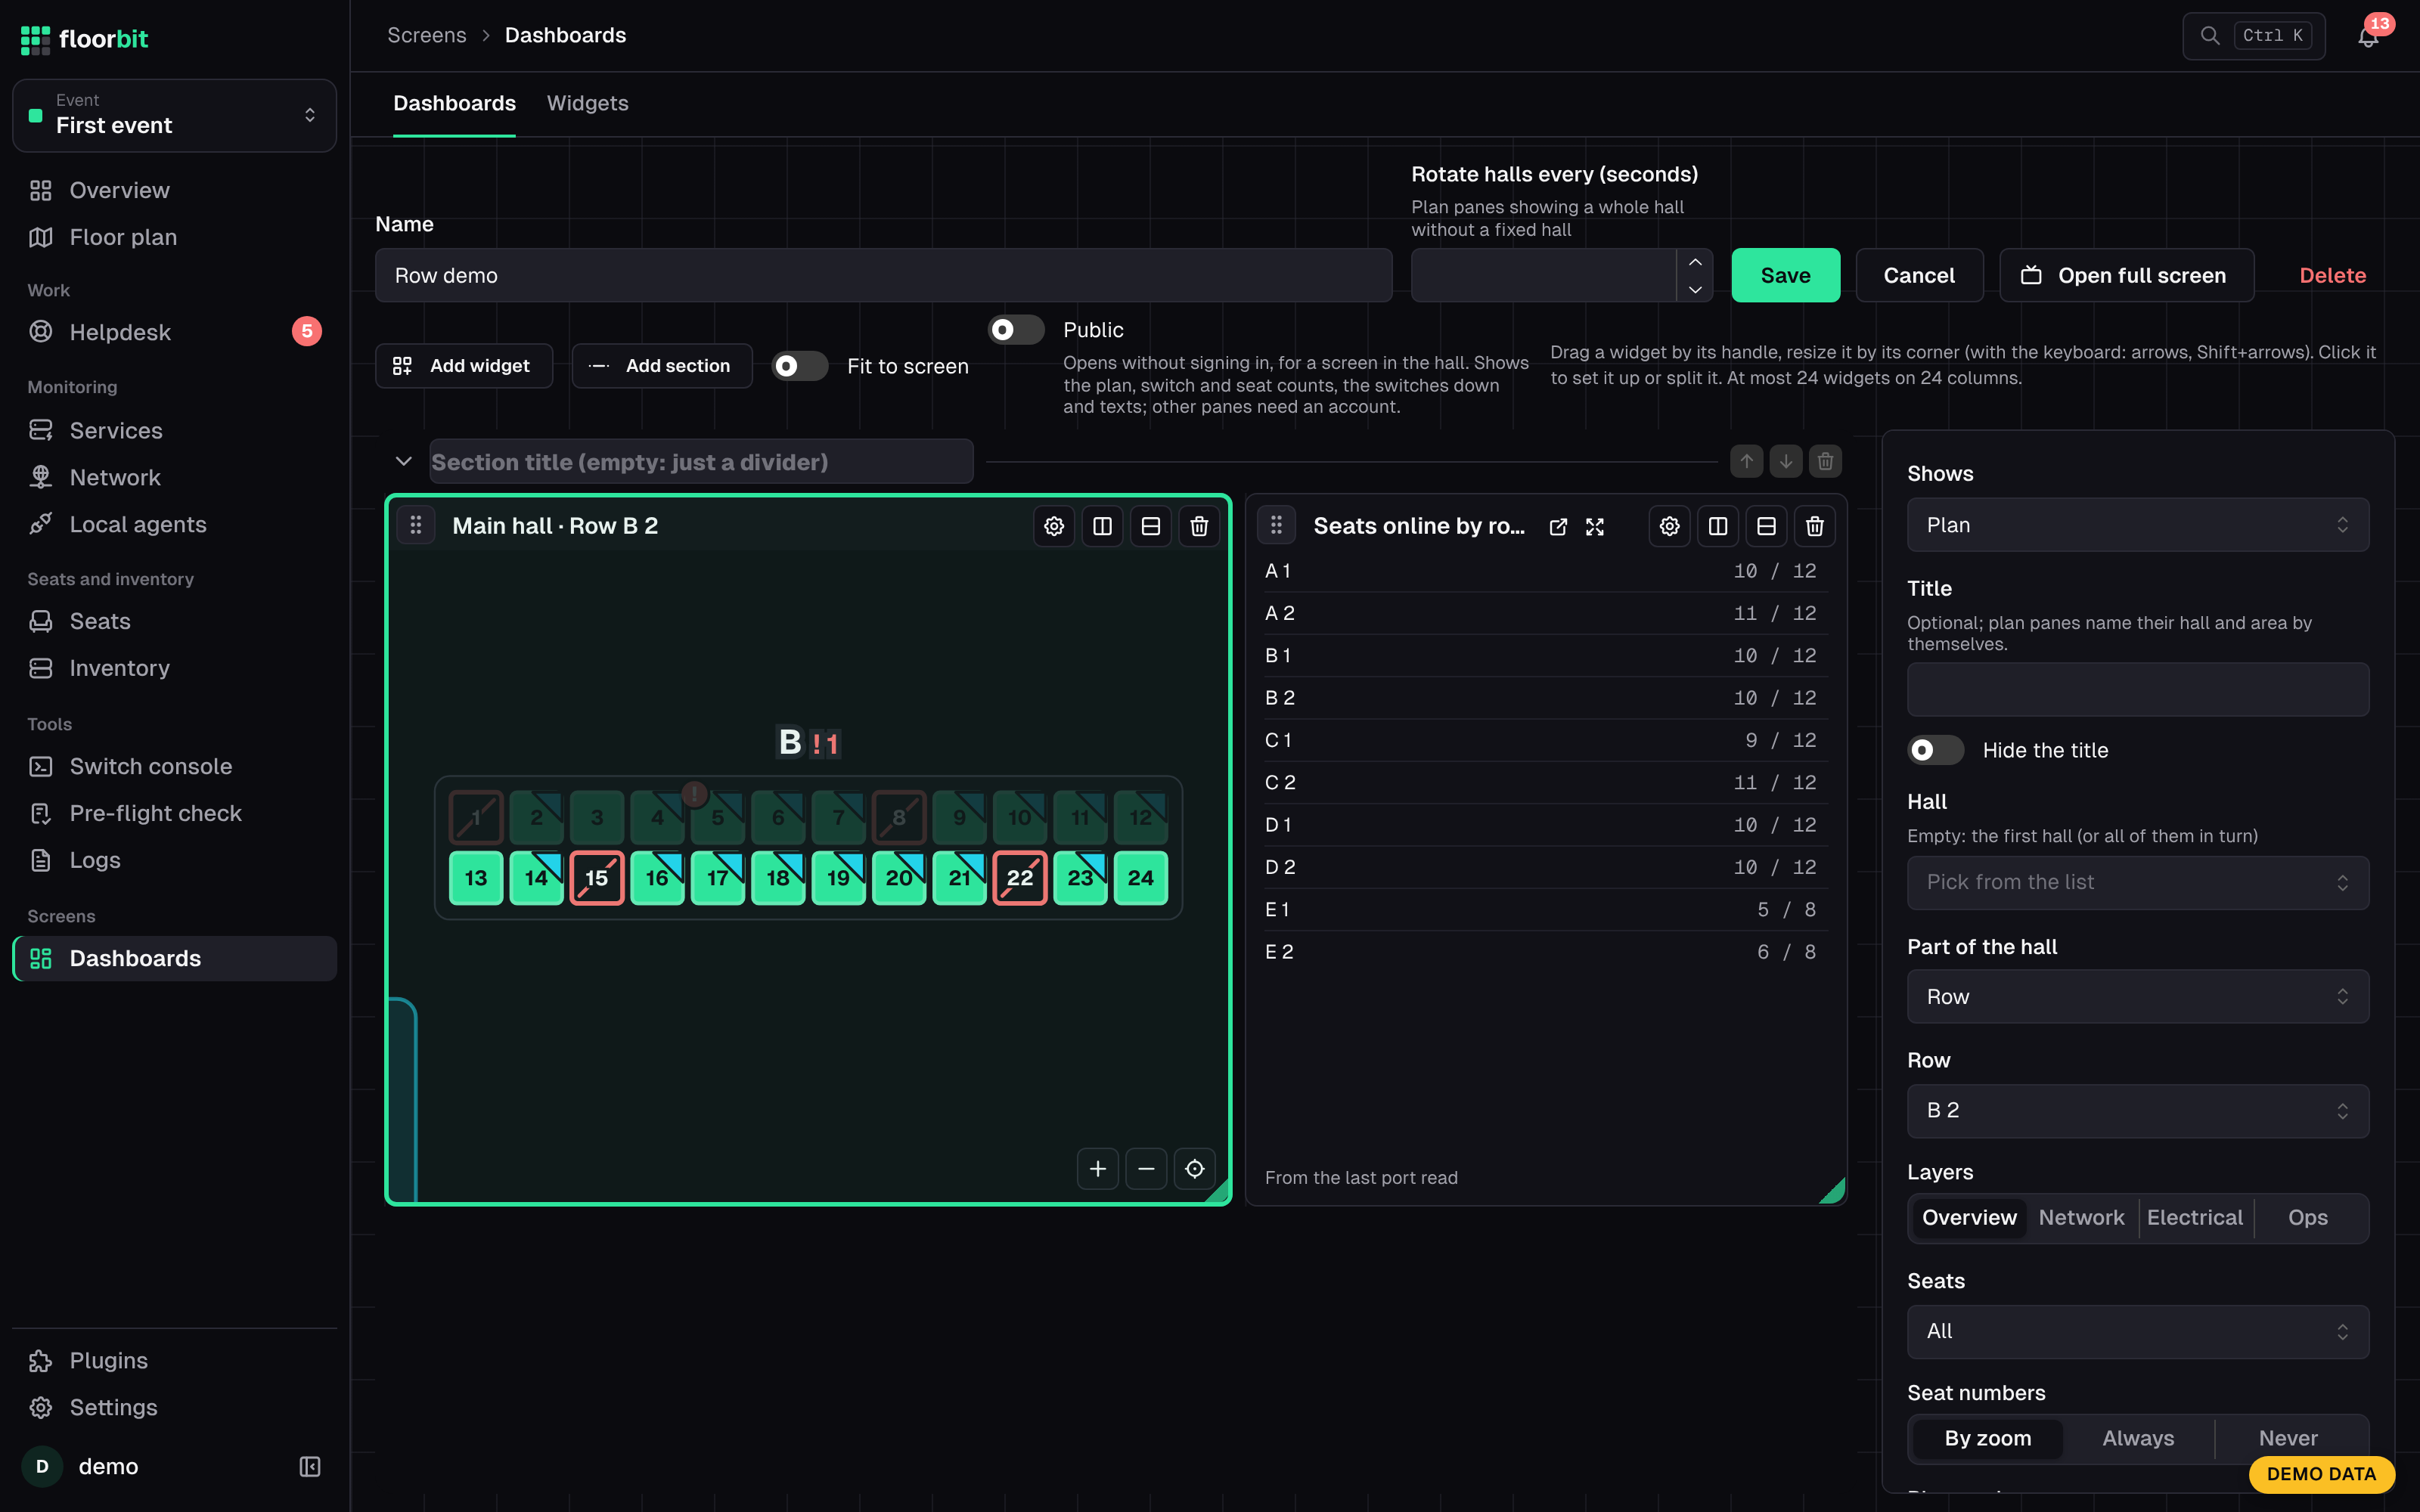 floorbit
Event
First event
Overview
Floor plan
Work
Helpdesk
5
Monitoring
Services
Network
Local agents
Seats and inventory
Seats
Inventory
Tools
Switch console
Pre-flight check
Logs
Screens
Dashboards
Plugins
Settings
D
demo
Screens
Dashboards
Ctrl K
13
Dashboards
Widgets
Name
Row demo
Rotate halls every (seconds)
Plan panes showing a whole hall
without a fixed hall
Save
Cancel
Open full screen
Delete
Add widget
Add section
Fit to screen
Public
Opens without signing in, for a screen in the hall. Shows
the plan, switch and seat counts, the switches down
and texts; other panes need an account.
Drag a widget by its handle, resize it by its corner (with the keyboard: arrows, Shift+arrows). Click it
to set it up or split it. At most 24 widgets on 24 columns.
Section title (empty: just a divider)
Main hall · Row B 2
B !1
!
1 2 3 4 5 6 7 8 9 10 11 12
13 14 15 16 17 18 19 20 21 22 23 24
Seats online by ro...
A 1 10 / 12
A 2 11 / 12
B 1 10 / 12
B 2 10 / 12
C 1 9 / 12
C 2 11 / 12
D 1 10 / 12
D 2 10 / 12
E 1 5 / 8
E 2 6 / 8
From the last port read
Shows
Plan
Title
Optional; plan panes name their hall and area by
themselves.
Hide the title
Hall
Empty: the first hall (or all of them in turn)
Pick from the list
Part of the hall
Row
Row
B 2
Layers
Overview Network Electrical Ops
Seats
All
Seat numbers
By zoom Always Never
DEMO DATA